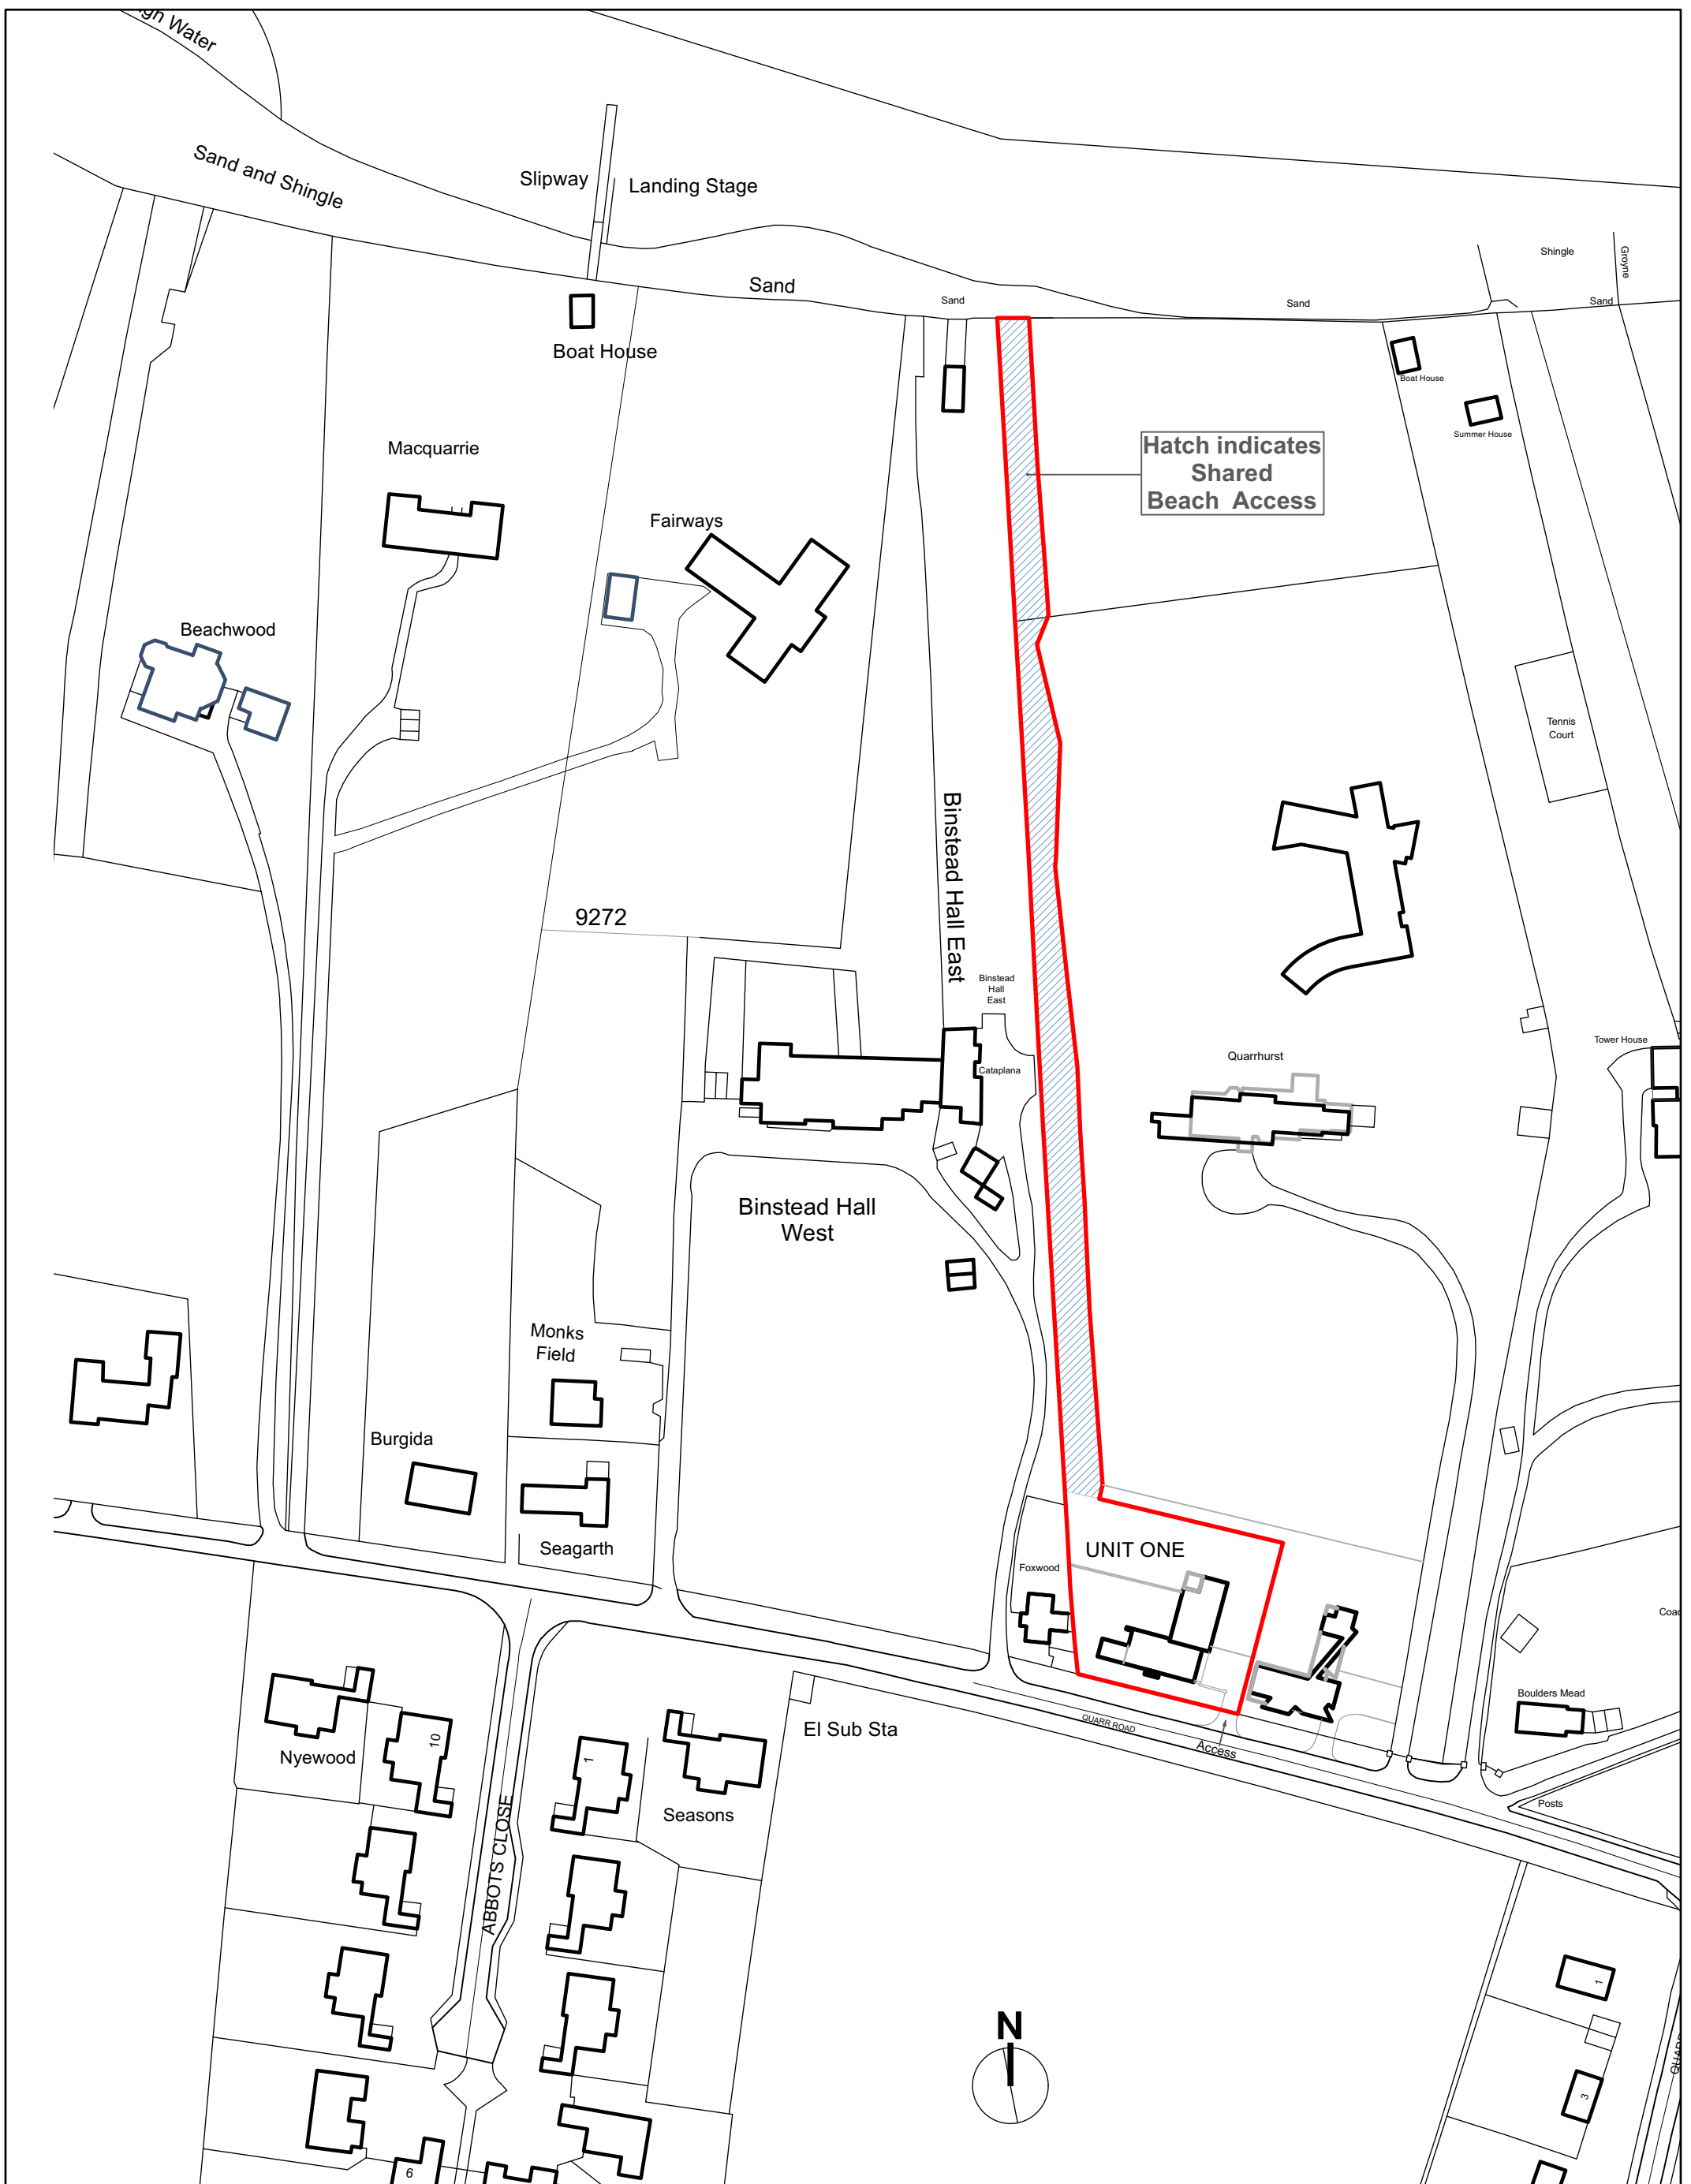 gh Water
Sand and Shingle
Slipway
Landing Stage
Shingle
Groyne
Sand
Sand
Sand
Sand
Boat House
Boat House
Summer House
Hatch indicates
Shared
Beach Access
Macquarrie
Fairways
Beachwood
Tennis
Court
Binstead Hall East
9272
Binstead
Hall
East
Cataplana
Tower House
Quarrhurst
Binstead Hall
West
Monks
Field
Burgida
Seagarth
UNIT ONE
Foxwood
Coac
Boulders Mead
El Sub Sta
QUARR ROAD
Access
Nyewood
10
1
Seasons
ABBOTS CLOSE
Posts
N
1
3
QUARR
6